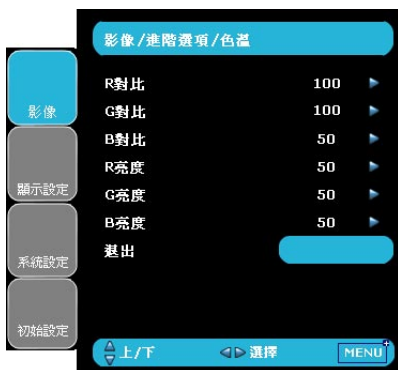 影像/進階選項/色溫
影像
顯示設定
系統設定
初始設定
R對比 100
G對比 100
B對比 50
R亮度 50
G亮度 50
B亮度 50
退出
上/下 選擇 MENU